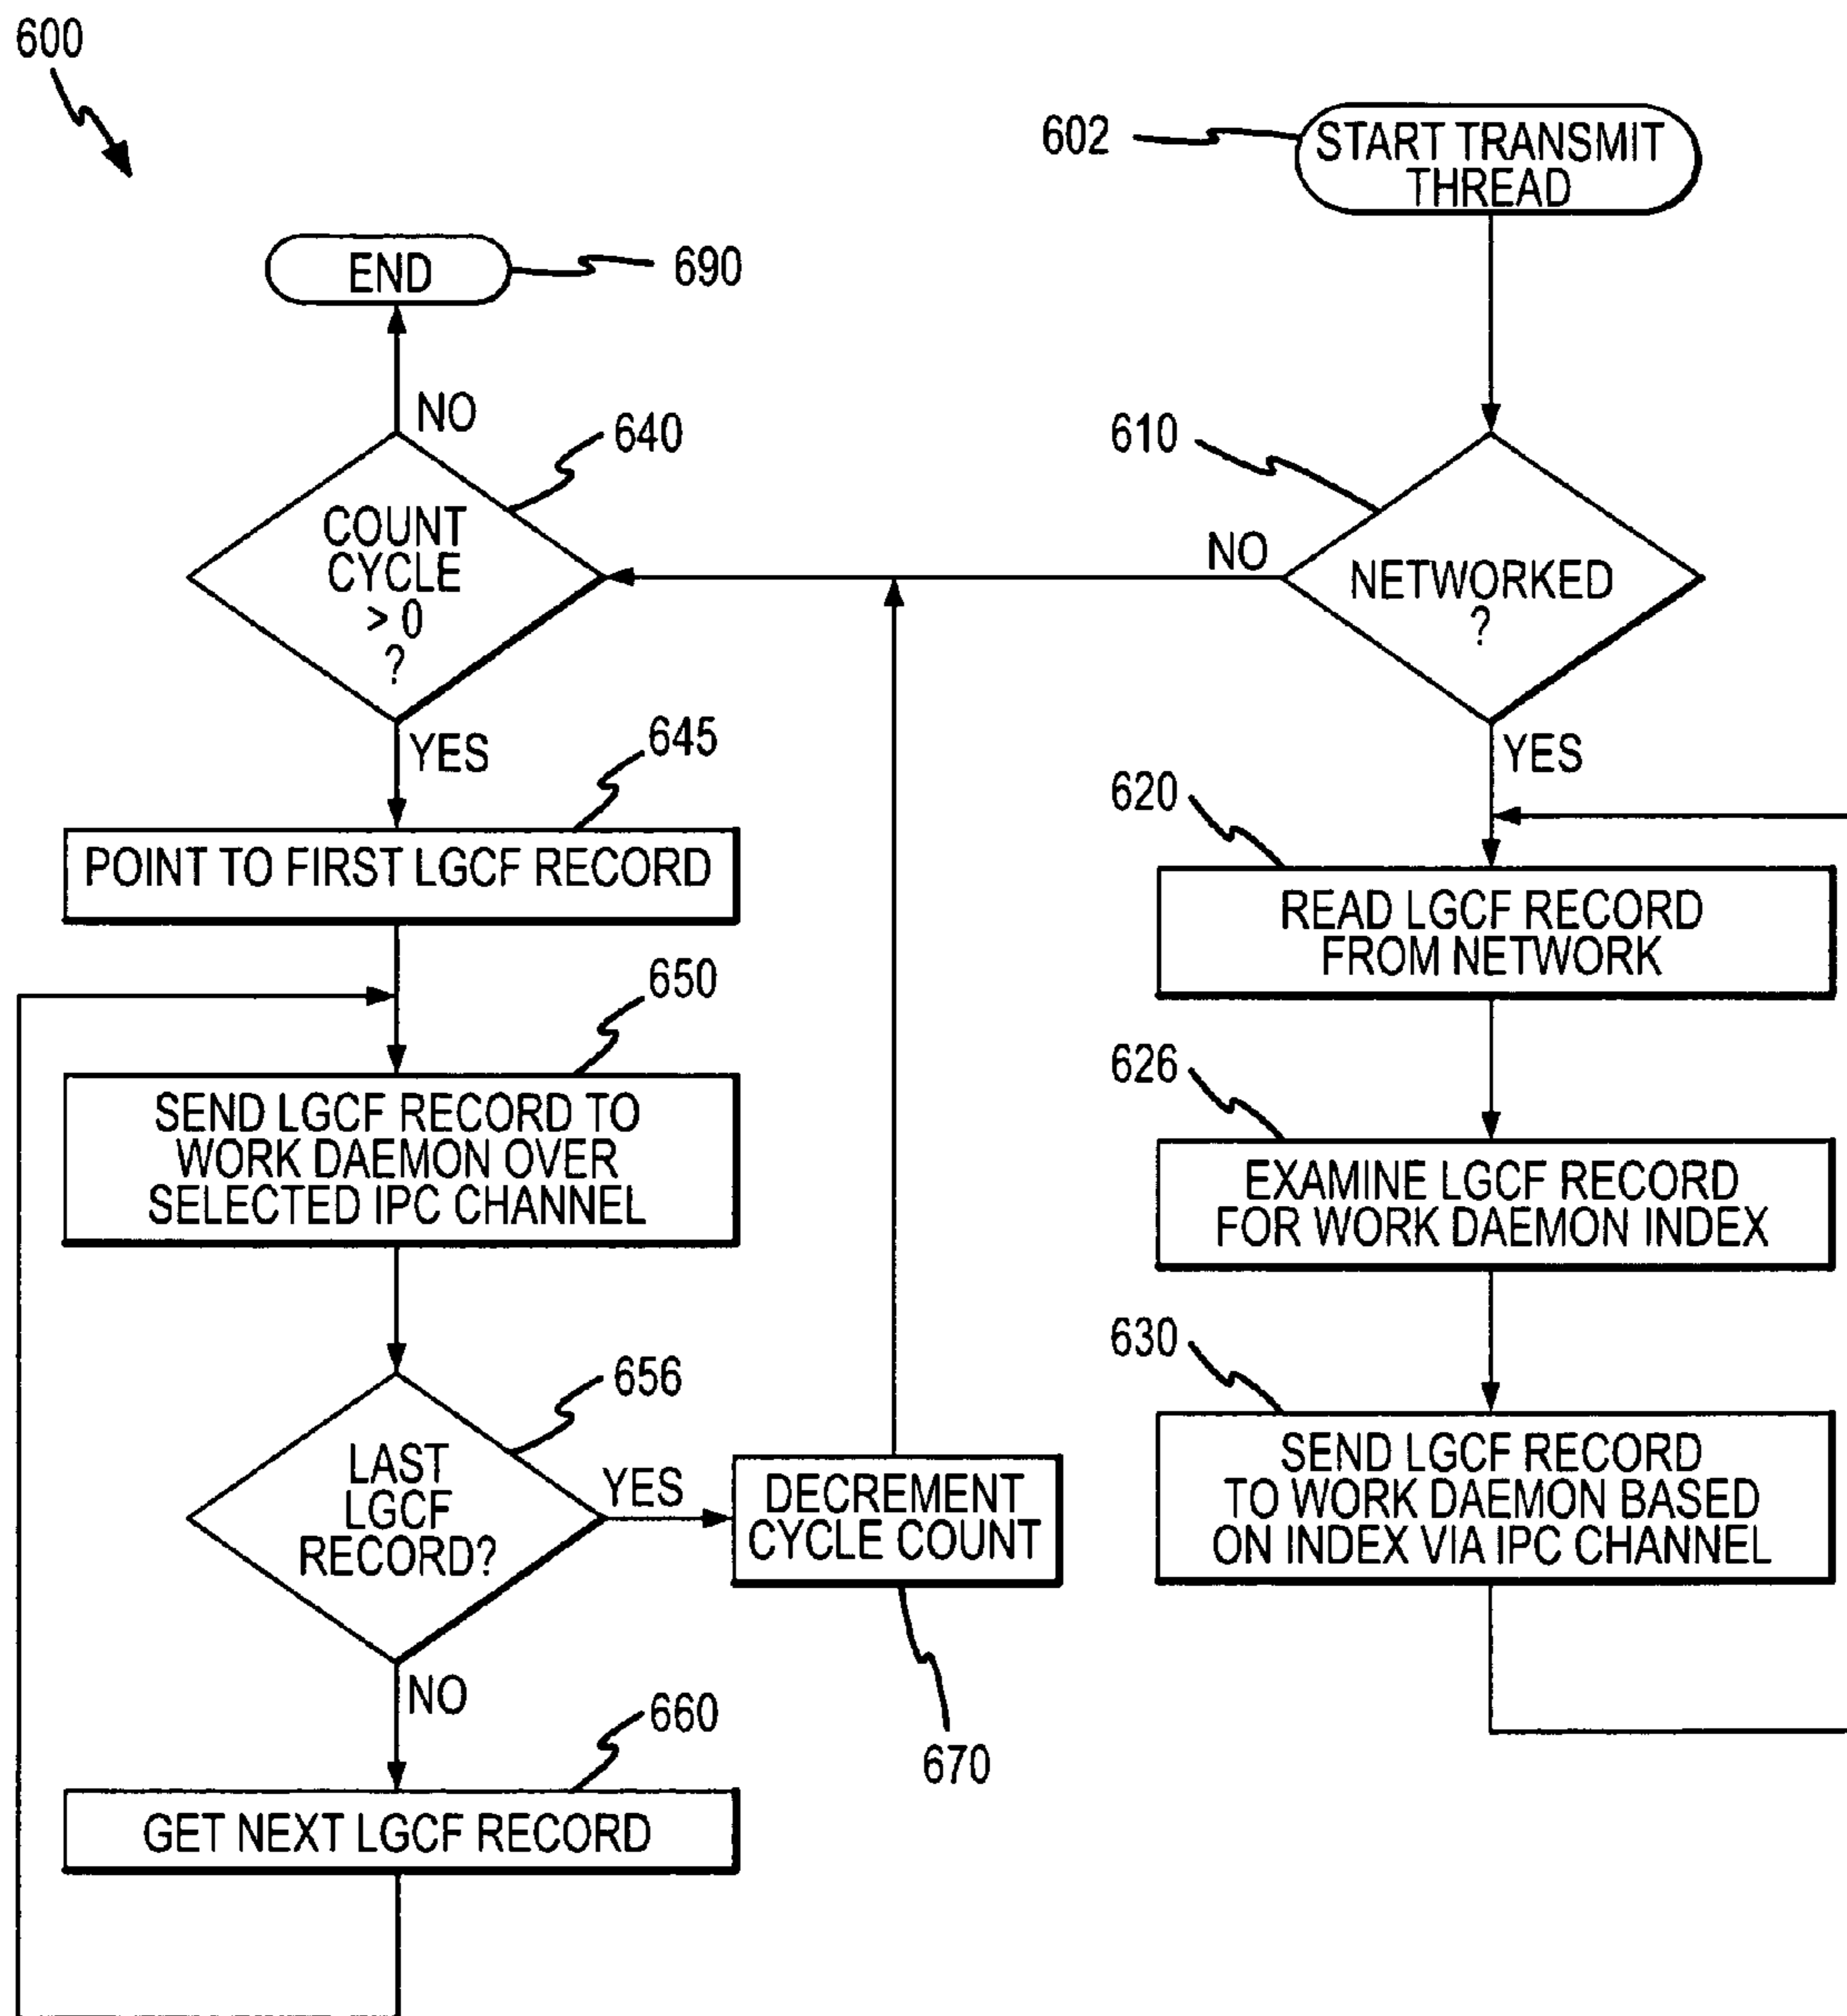 600
602
START TRANSMIT
THREAD
END
690
NO
640
COUNT
CYCLE
> 0
?
YES
610
NO
NETWORKED
?
YES
645
POINT TO FIRST LGCF RECORD
620
READ LGCF RECORD
FROM NETWORK
650
SEND LGCF RECORD TO
WORK DAEMON OVER
SELECTED IPC CHANNEL
626
EXAMINE LGCF RECORD
FOR WORK DAEMON INDEX
656
LAST
LGCF
RECORD?
YES
DECREMENT
CYCLE COUNT
670
630
SEND LGCF RECORD
TO WORK DAEMON BASED
ON INDEX VIA IPC CHANNEL
NO
660
GET NEXT LGCF RECORD